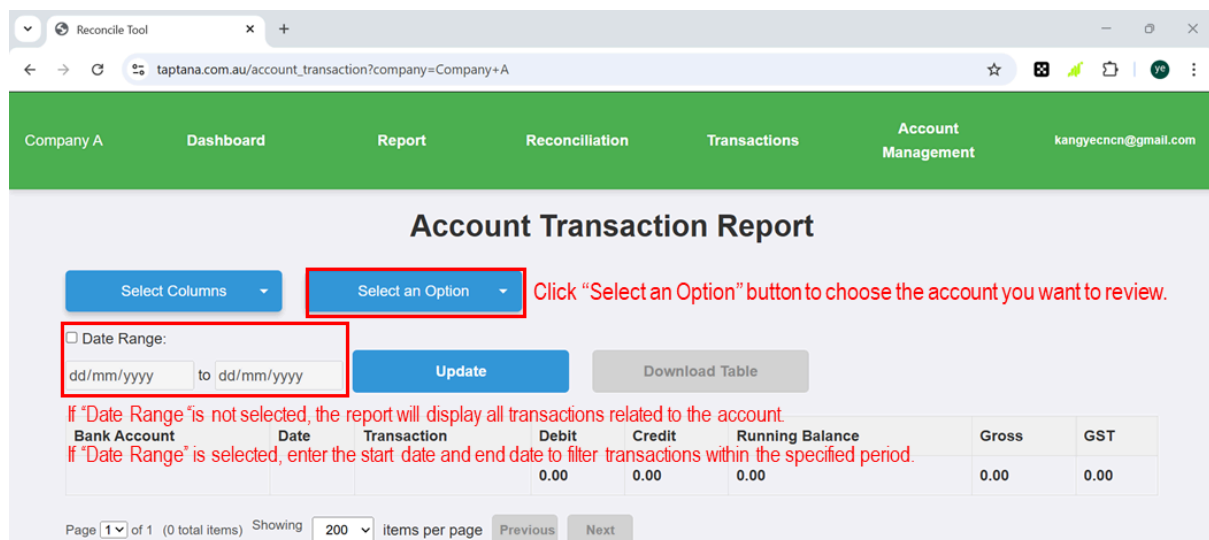 Reconcile Tool
taptana.com.au/account_transaction?company=Company+A
ye
Company A Dashboard Report Reconciliation Transactions Account Management kangyecncn@gmail.com
Account Transaction Report
Select Columns Select an Option Click “Select an Option” button to choose the account you want to review.
Date Range:
dd/mm/yyyy to dd/mm/yyyy Update Download Table
If “Date Range “is not selected, the report will display all transactions related to the account.
Bank Account Date Transaction Debit Credit Running Balance Gross GST
If “Date Range” is selected, enter the start date and end date to filter transactions within the specified period.
0.00 0.00 0.00 0.00 0.00
Page 1 of 1 (0 total items) Showing 200 items per page Previous Next